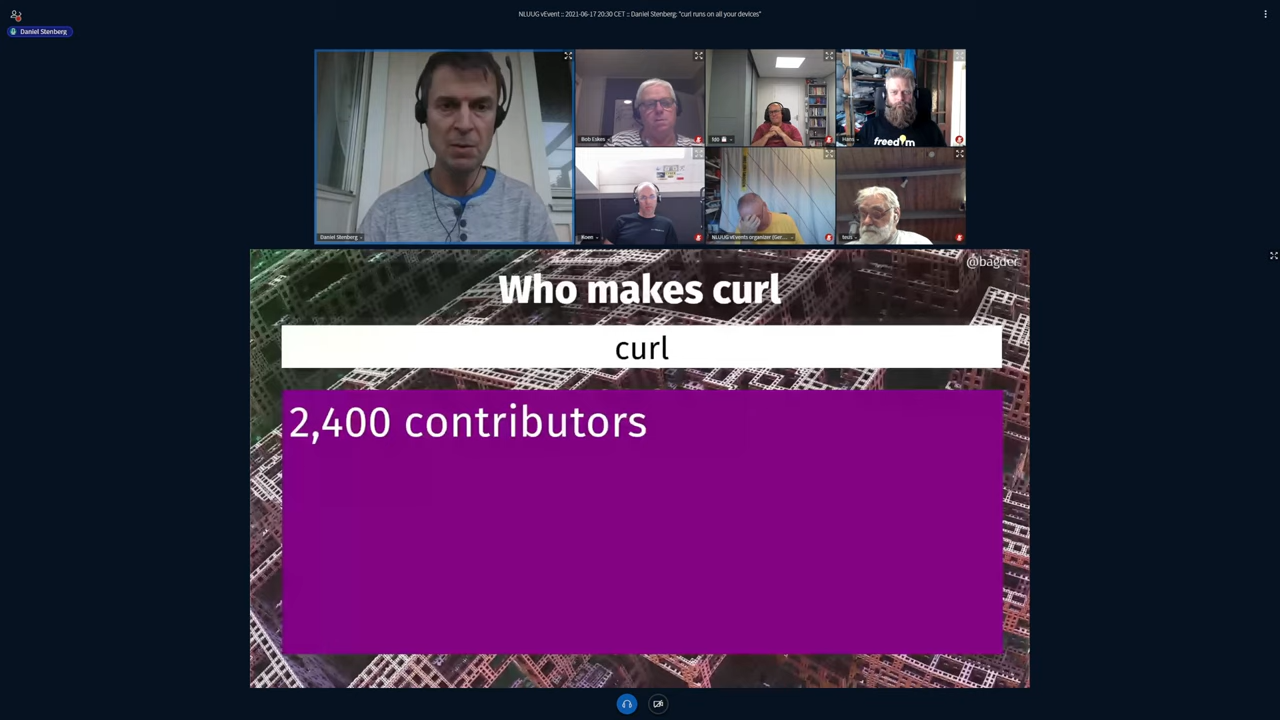 NLUUG vEvent :: 2021-06-17 20:30 CET :: Daniel Stenberg: "curl runs on all your devices"
Daniel Stenberg
Daniel Stenberg
Bob Eskes
Hans
freedom
Koen
NLUUG vEvents organizer (Ger...
@bagder
Who makes curl
curl
2,400 contributors